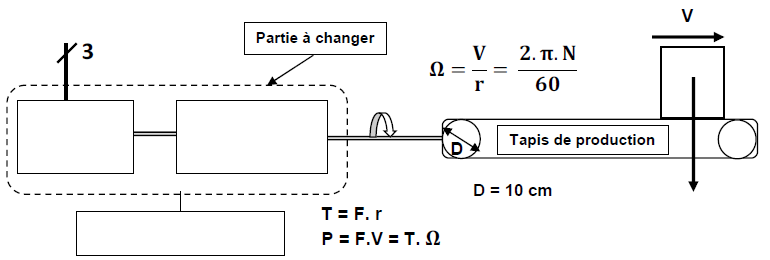 V
Partie à changer
3
Ω = V/r = 2. π. N/60
D
Tapis de production
D = 10 cm
T = F. r
P = F.V = T. Ω